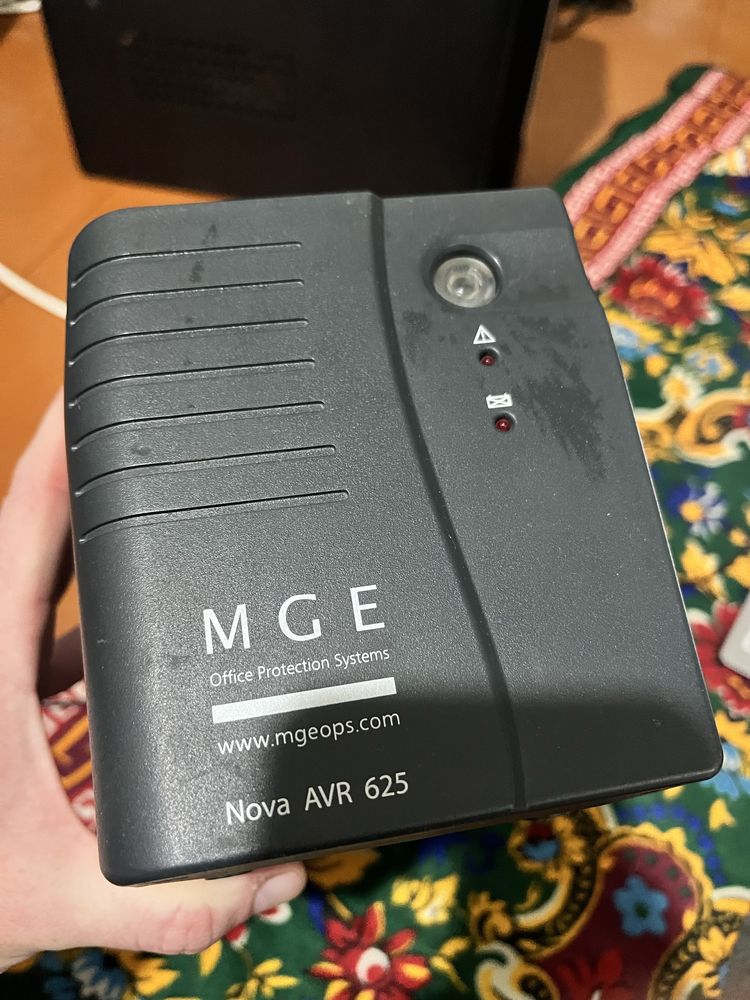 MGE
Office Protection Systems
www.mgeops.com
Nova AVR 625